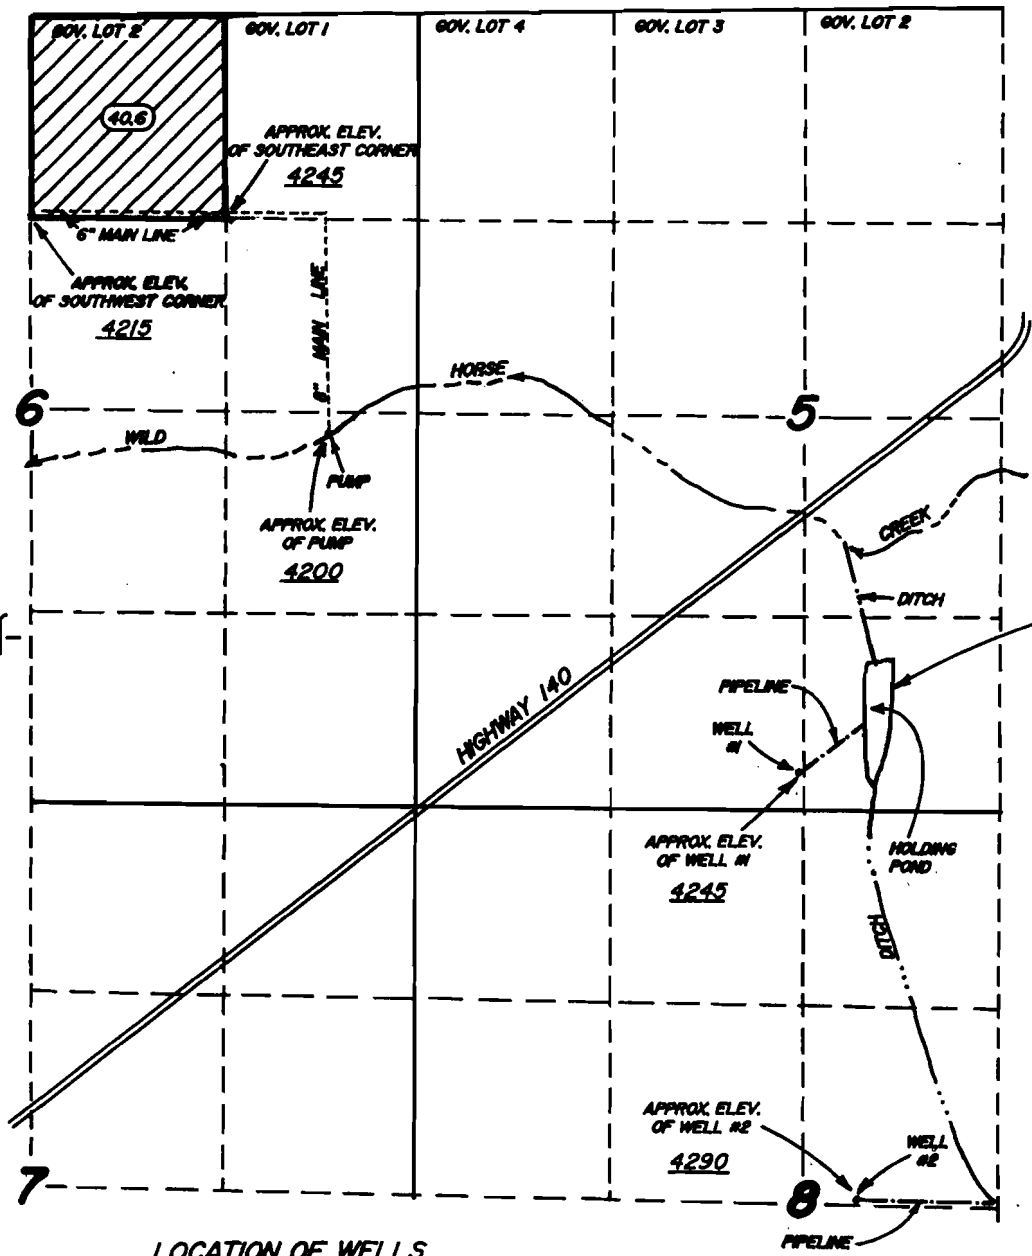 GOV. LOT 2
GOV. LOT 1
GOV. LOT 4
GOV. LOT 3
GOV. LOT 2
40.6
APPROX. ELEV.
OF SOUTHEAST CORNER
4245
6" MAIN LINE
APPROX. ELEV.
OF SOUTHWEST CORNER
4215
MAIN LINE
HORSE
6
5
WILD
PUMP
APPROX. ELEV.
OF PUMP
4200
CREEK
DITCH
HIGHWAY 140
PIPELINE
WELL
#1
APPROX. ELEV.
OF WELL #1
4245
HOLDING
POND
DITCH
APPROX. ELEV.
OF WELL #2
4290
WELL
#2
7
8
PIPELINE
LOCATION OF WELLS